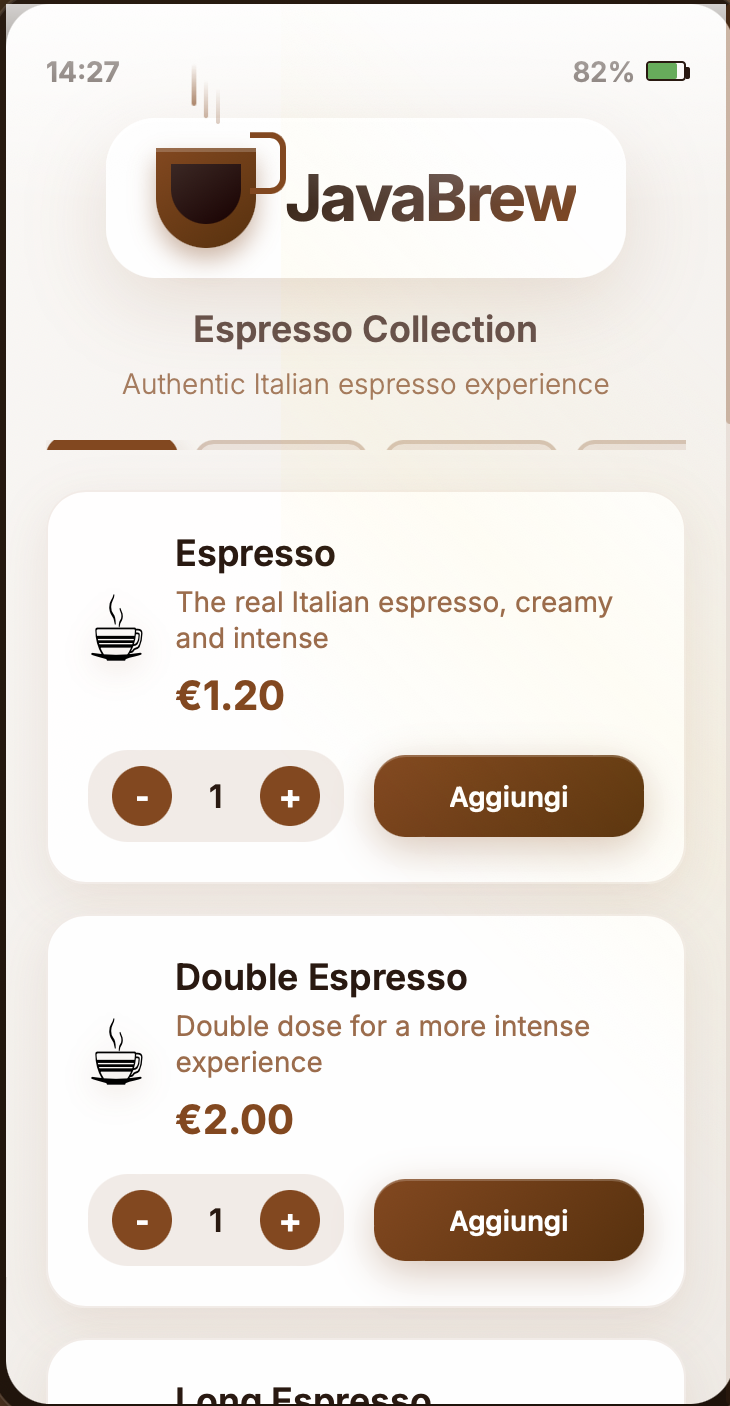 14:27
82%
JavaBrew
Espresso Collection
Authentic Italian espresso experience
Espresso
The real Italian espresso, creamy
and intense
€1.20
- 1 +
Aggiungi
Double Espresso
Double dose for a more intense
experience
€2.00
- 1 +
Aggiungi
Long Espresso